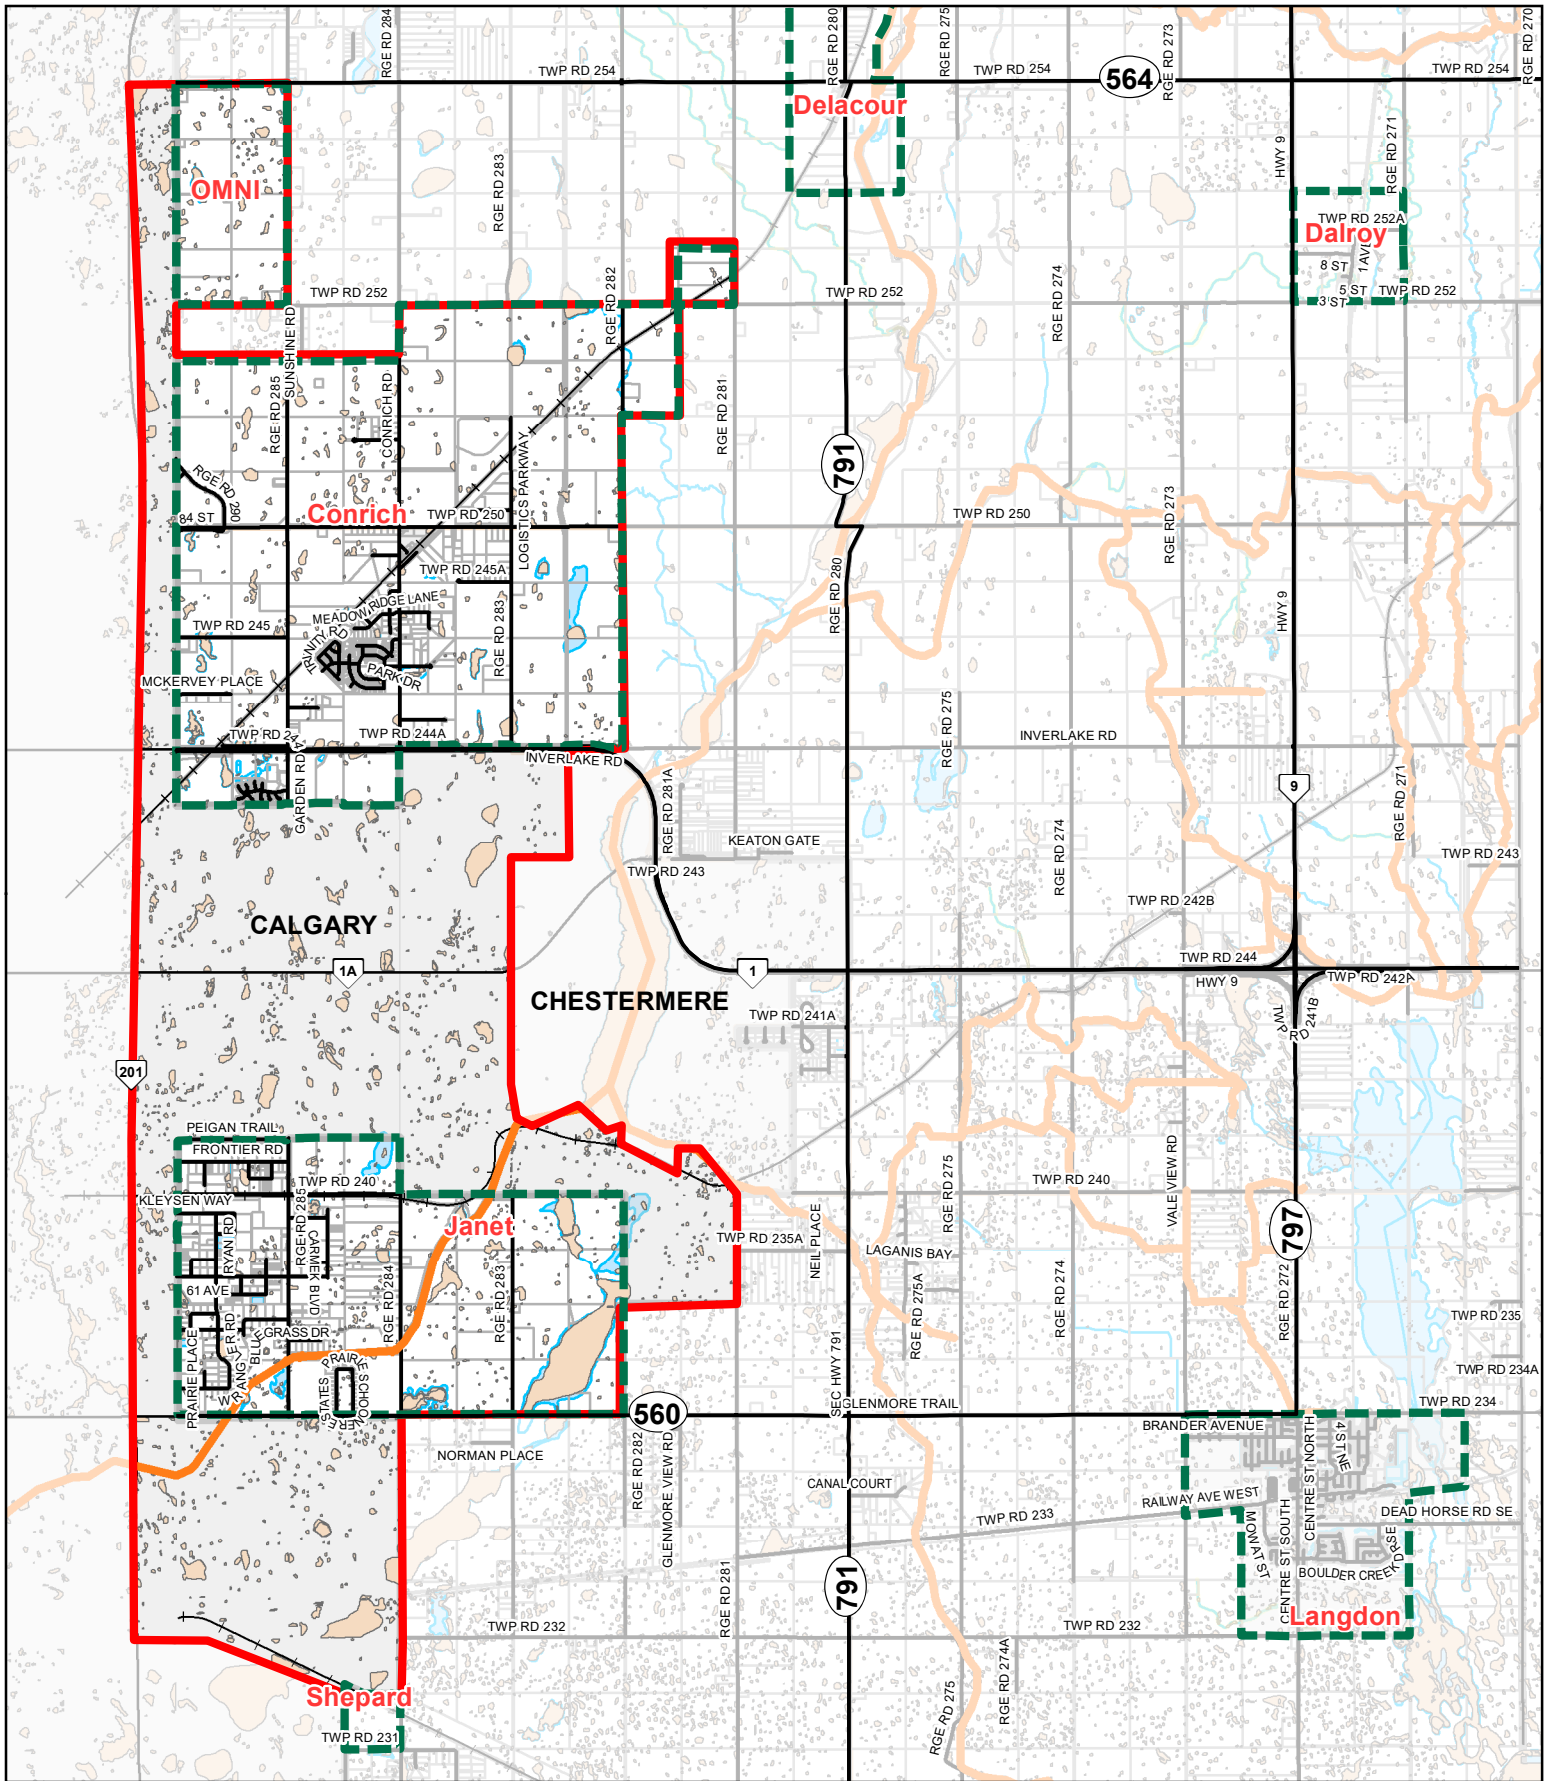 RGE RD 284
RGE RD 280
RGE RD 275
RGE RD 273
RGE RD 270
TWP RD 254
TWP RD 254
564
TWP RD 254
Delacour
OMNI
RGE RD 283
HWY 9
RGE RD 271
TWP RD 252A
Dalroy
8 ST
1 AVE
5 ST
3 ST
TWP RD 252
TWP RD 252
RGE RD 282
TWP RD 252
RGE RD 274
SUNSHINE RD
RGE RD 285
CONRICH RD
RGE RD 281
LOGISTICS PARKWAY
791
RGE RD 290
84 ST
Conrich
TWP RD 250
TWP RD 250
RGE RD 273
TWP RD 245A
MEADOW RIDGE LANE
RGE RD 280
HWY 9
TWP RD 245
TRINITY RD
RGE RD 283
PARK DR
MCKERVEY PLACE
TWP RD 244
TWP RD 244A
RGE RD 275
INVERLAKE RD
INVERLAKE RD
GARDEN RD
RGE RD 281A
9
RGE RD 271
KEATON GATE
RGE RD 274
TWP RD 243
TWP RD 243
CALGARY
TWP RD 242B
1A
1
TWP RD 244
HWY 9
TWP RD 242A
CHESTERMERE
TWP RD 241A
TWP RD 241B
201
PEIGAN TRAIL
FRONTIER RD
TWP RD 240
KLEYSEN WAY
TWP RD 240
RGE RD 275
VALE VIEW RD
RYAN RD
RGE RD 285
CARMEK BLVD
Janet
797
TWP RD 235A
NEIL PLACE
LAGANIS BAY
61 AVE
RGE RD 284
RGE RD 283
RGE RD 275A
RGE RD 274
RGE RD 272
TWP RD 235
PRAIRIE PLACE
WRANGLER RD
BLUEGRASS DR
PRAIRIE SCHOOL
ESTATES
TWP RD 234A
560
SEC HWY 791
GLENMORE TRAIL
TWP RD 234
BRANDER AVENUE
NORMAN PLACE
RGE RD 282
GLENMORE VIEW RD
CANAL COURT
CENTRE ST NORTH
4 ST NE
RAILWAY AVE WEST
TWP RD 233
DEAD HORSE RD SE
MOWAT ST
CENTRE ST SOUTH
BOULDER CREEK DR SE
791
RGE RD 281
TWP RD 232
TWP RD 232
Langdon
RGE RD 274A
RGE RD 275
Shepard
TWP RD 231